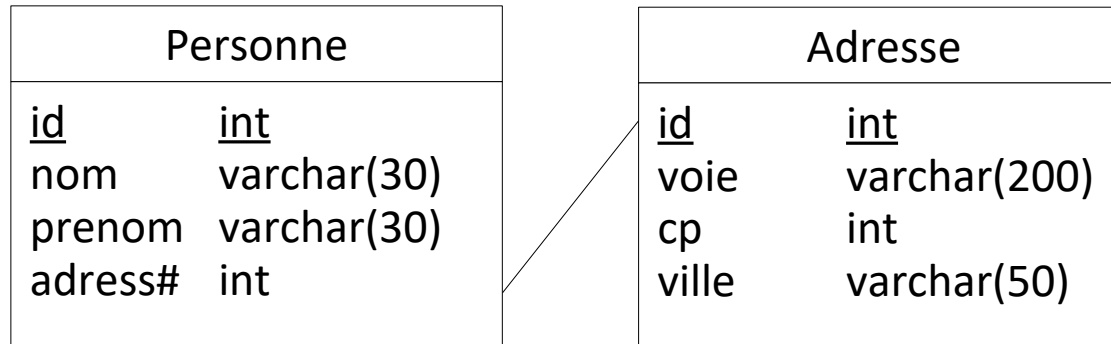 Personne
id int
nom varchar(30)
prenom varchar(30)
adress# int
Adresse
id int
voie varchar(200)
cp int
ville varchar(50)